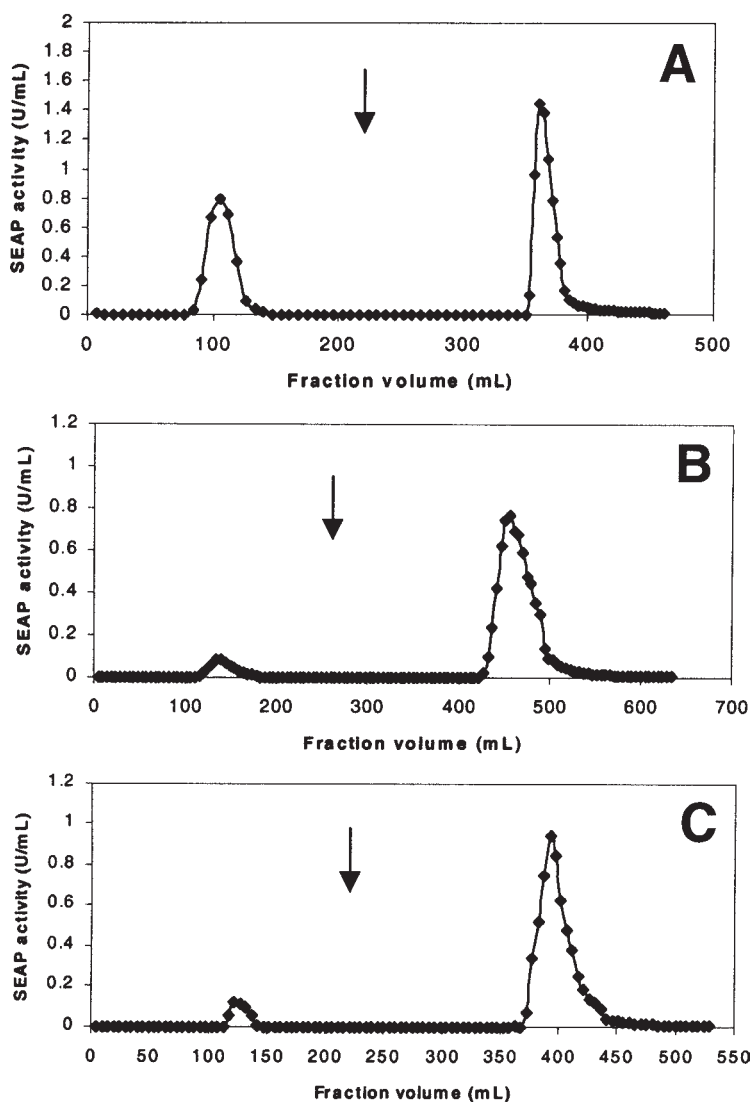 A
SEAP activity (U/mL)
2
1.8
1.6
1.4
1.2
1
0.8
0.6
0.4
0.2
0
0 100 200 300 400 500
Fraction volume (mL)
B
SEAP activity (U/mL)
1.2
1
0.8
0.6
0.4
0.2
0
0 100 200 300 400 500 600 700
Fraction volume (mL)
C
SEAP activity (U/mL)
1.2
1
0.8
0.6
0.4
0.2
0
0 50 100 150 200 250 300 350 400 450 500 550
Fraction volume (mL)